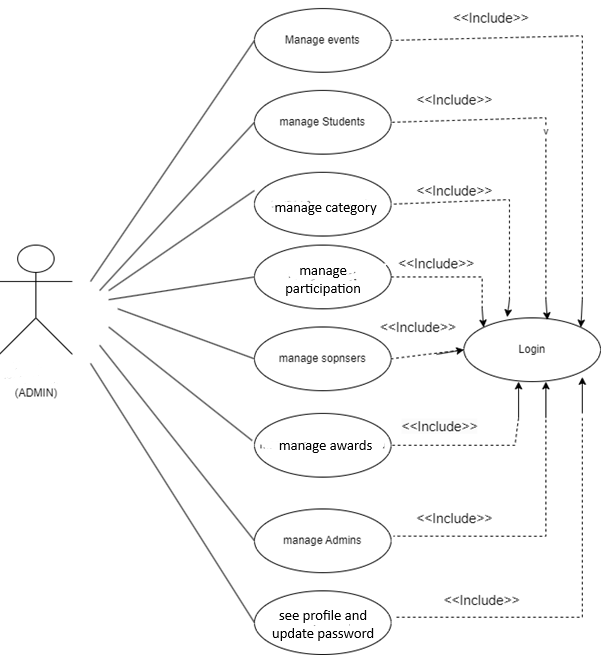 <<Include>>
Manage events
<<Include>>
manage Students
v
<<Include>>
manage category
<<Include>>
manage
participation
<<Include>>
Login
manage sopnsers
(ADMIN)
<<Include>>
manage awards
<<Include>>
manage Admins
<<Include>>
see profile and
update password